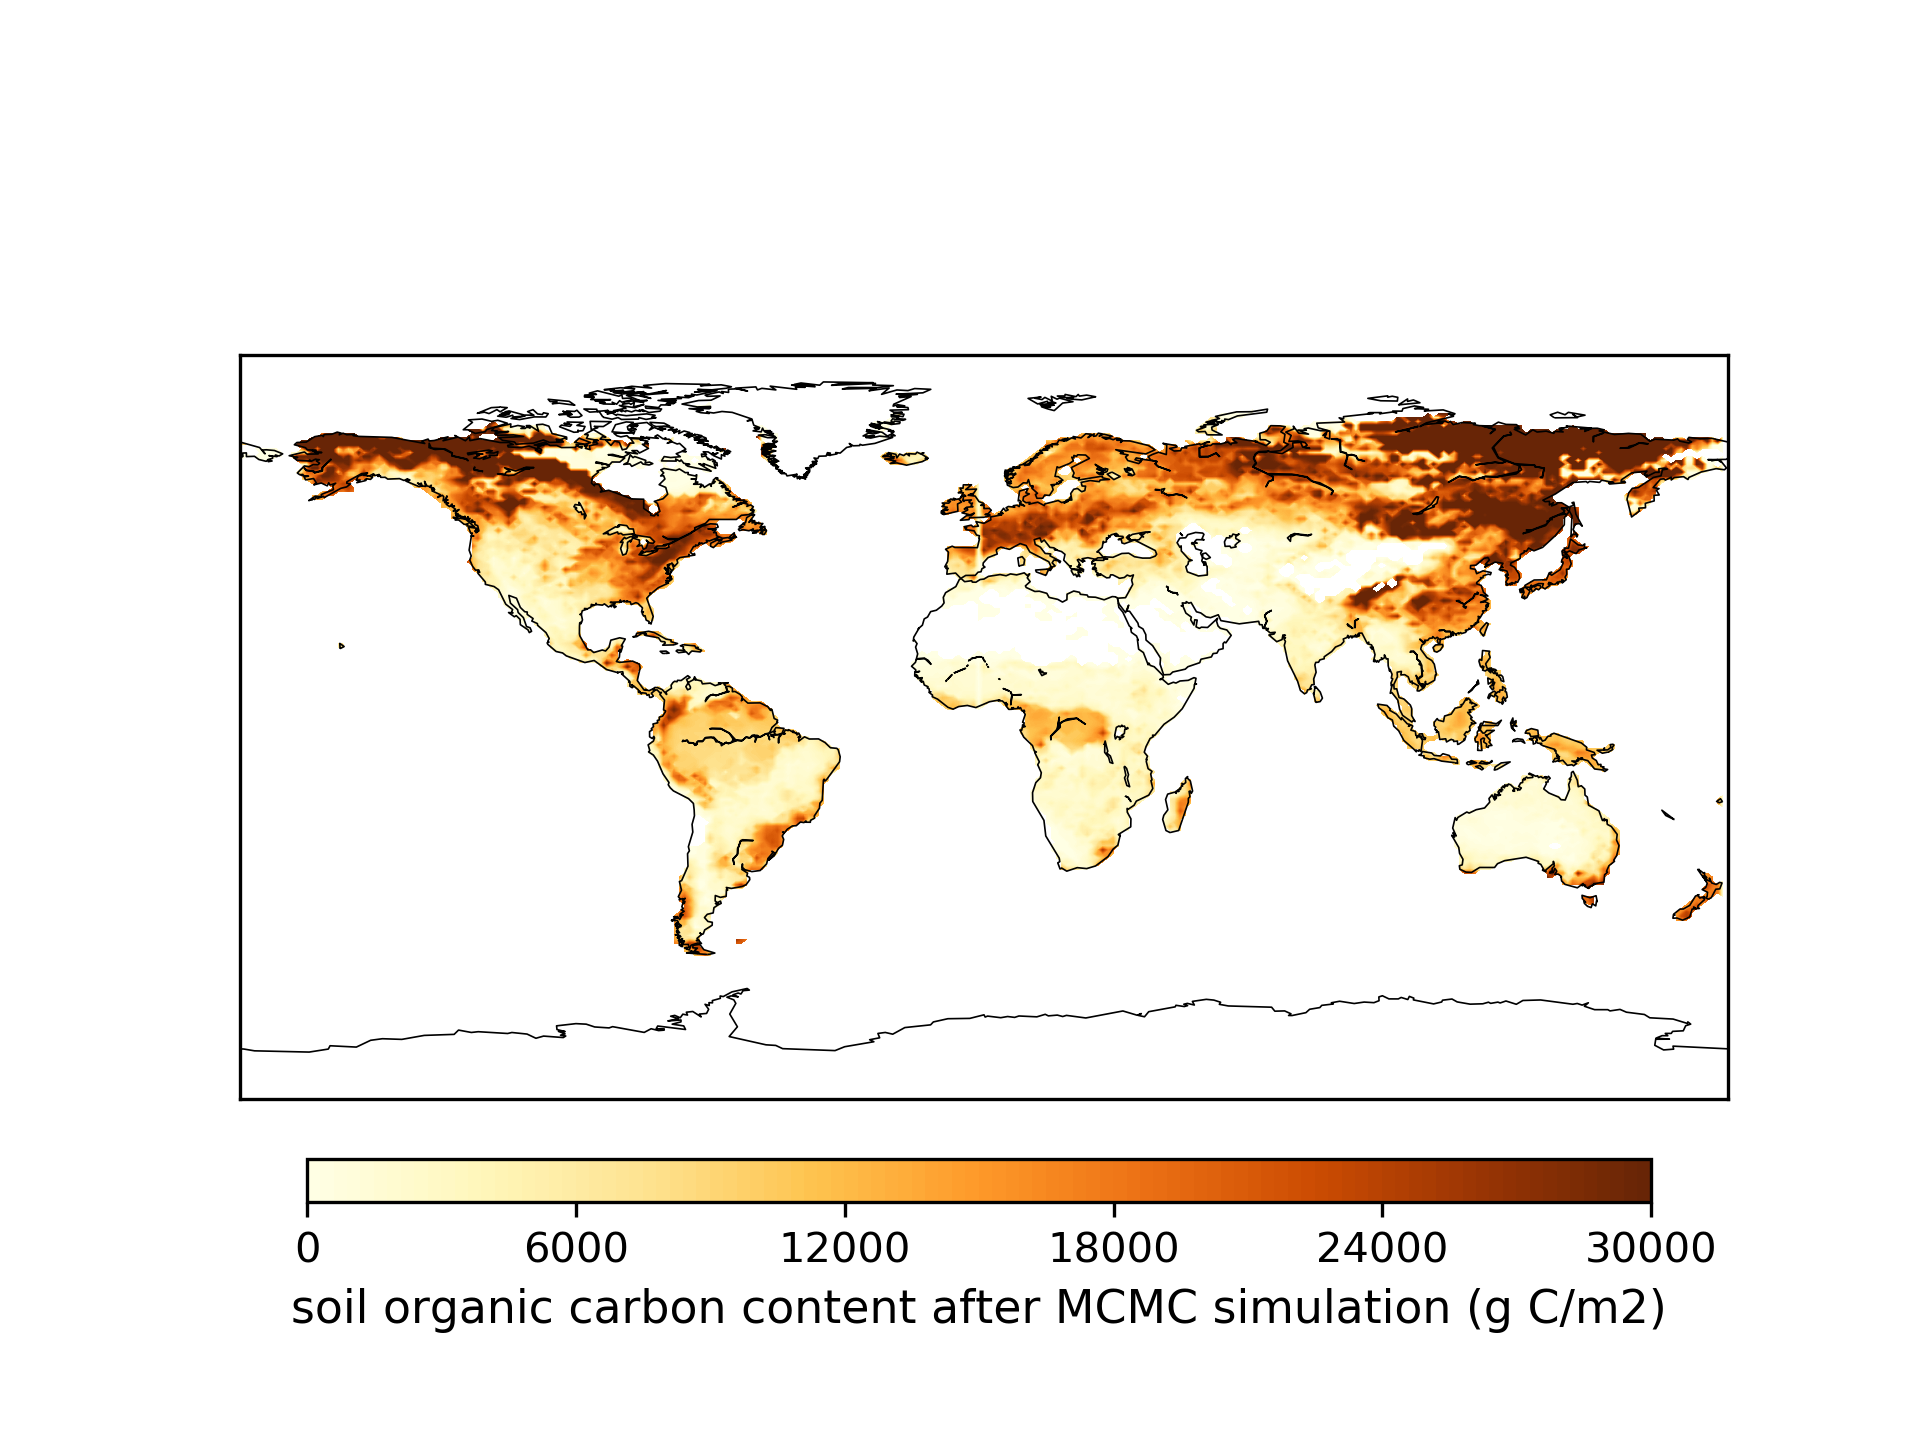 0 6000 12000 18000 24000 30000
soil organic carbon content after MCMC simulation (g C/m2)